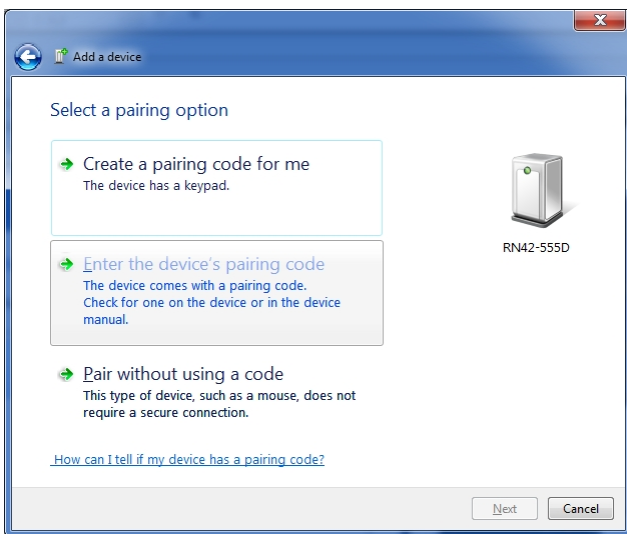 Add a device
Select a pairing option
Create a pairing code for me
The device has a keypad.
RN42-555D
Enter the device's pairing code
The device comes with a pairing code.
Check for one on the device or in the device
manual.
Pair without using a code
This type of device, such as a mouse, does not
require a secure connection.
How can I tell if my device has a pairing code?
Next
Cancel